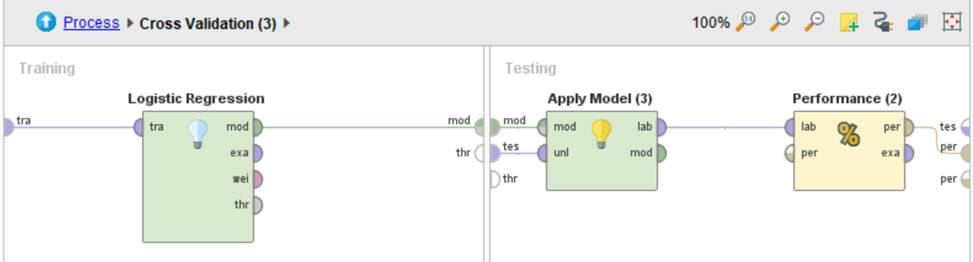 Process Cross Validation (3) 100%
Training
Testing
Logistic Regression
Apply Model (3)
Performance (2)
tra
tra
mod
exa
wei
thr
mod
thr
mod
tes
thr
mod
unl
lab
mod
lab
per
per
exa
tes
per
per
%